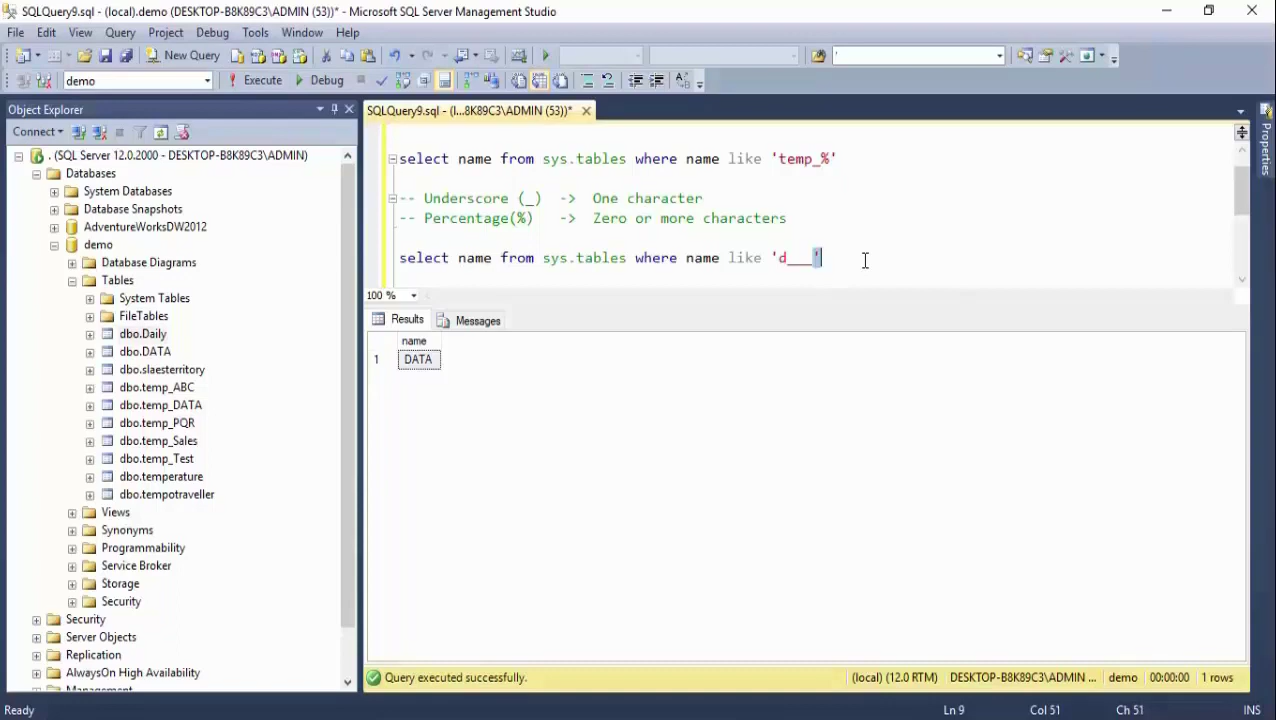 SQLQuery9.sql - (local).demo (DESKTOP-B8K89C3\ADMIN (53))* - Microsoft SQL Server Management Studio
File Edit View Query Project Debug Tools Window Help
New Query '
demo Execute Debug
Object Explorer
Connect
. (SQL Server 12.0.2000 - DESKTOP-B8K89C3\ADMIN)
Databases
System Databases
Database Snapshots
AdventureWorksDW2012
demo
Database Diagrams
Tables
System Tables
FileTables
dbo.Daily
dbo.DATA
dbo.slaesterritory
dbo.temp_ABC
dbo.temp_DATA
dbo.temp_PQR
dbo.temp_Sales
dbo.temp_Test
dbo.temperature
dbo.tempotraveller
Views
Synonyms
Programmability
Service Broker
Storage
Security
Security
Server Objects
Replication
AlwaysOn High Availability
Management
SQLQuery9.sql - (l...8K89C3\ADMIN (53))*
select name from sys.tables where name like 'temp_%'
-- Underscore (_) -> One character
-- Percentage(%) -> Zero or more characters
select name from sys.tables where name like 'd___'
100 %
Results Messages
name
1 DATA
Query executed successfully. (local) (12.0 RTM) DESKTOP-B8K89C3\ADMIN ... demo 00:00:00 1 rows
Properties
Ready Ln 9 Col 51 Ch 51 INS